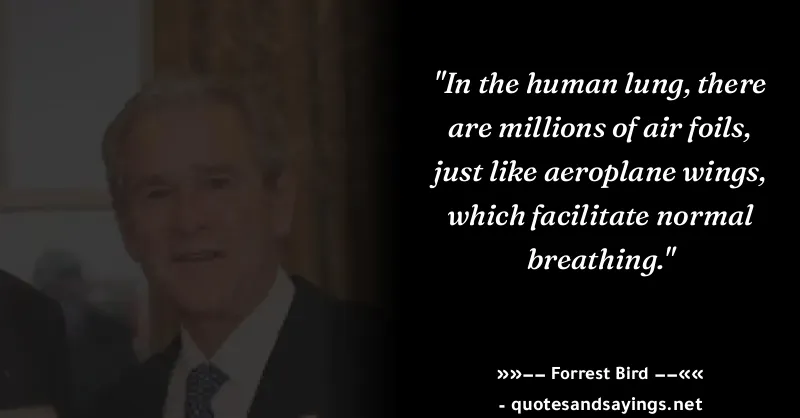 "In the human lung, there
are millions of air foils,
just like aeroplane wings,
which facilitate normal
breathing."
»»–– Forrest Bird ––««
- quotesandsayings.net